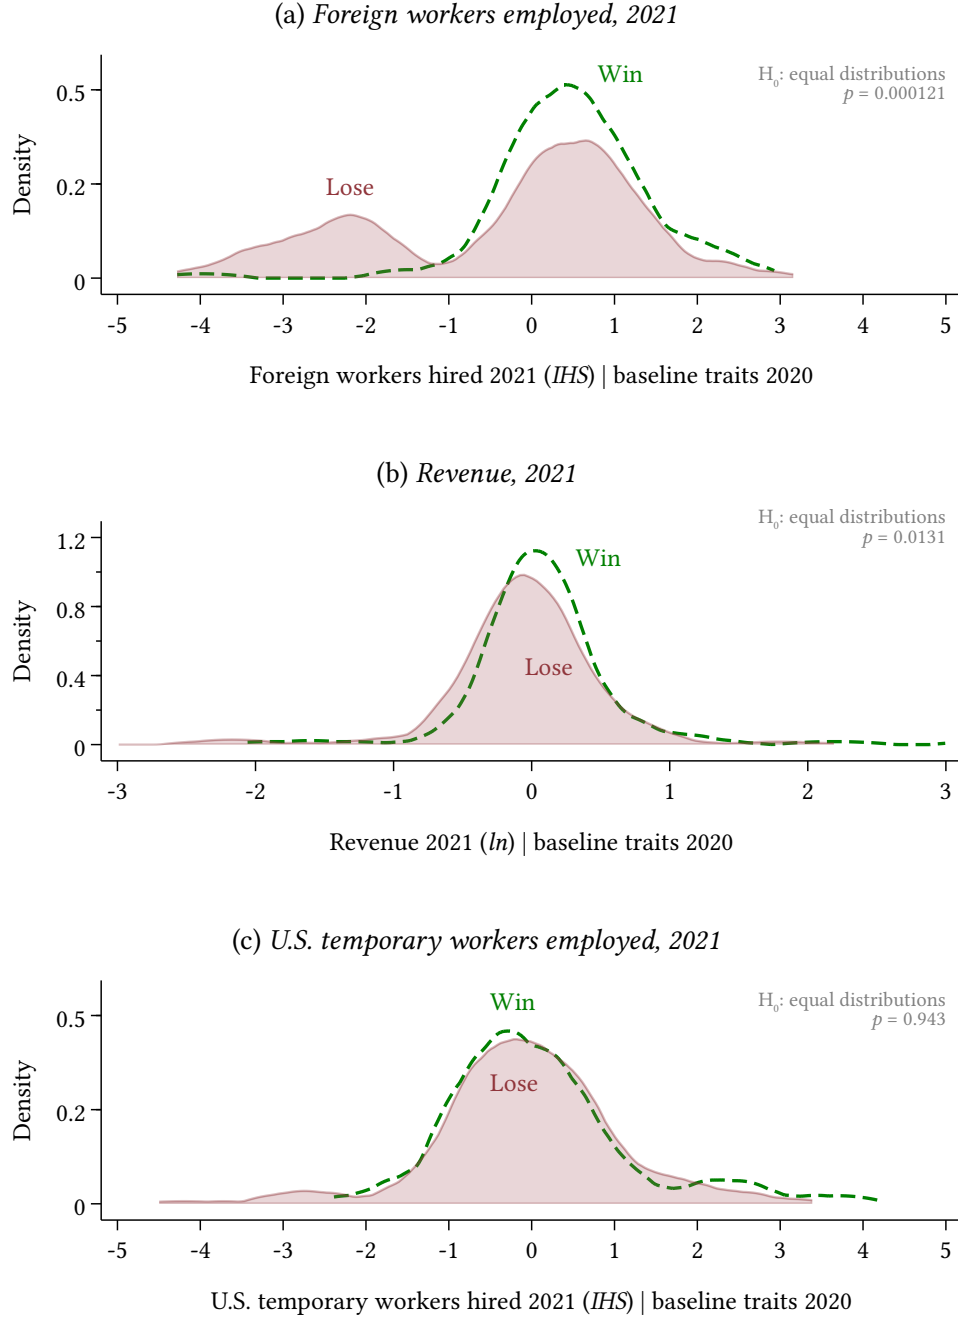 (a) Foreign workers employed, 2021
Win
H0: equal distributions
p = 0.000121
0.5
Density
Lose
0.2
0
-5 -4 -3 -2 -1 0 1 2 3 4 5
Foreign workers hired 2021 (IHS) | baseline traits 2020
(b) Revenue, 2021
H0: equal distributions
p = 0.0131
1.2
Win
0.8
Density
Lose
0.4
0
-3 -2 -1 0 1 2 3
Revenue 2021 (ln) | baseline traits 2020
(c) U.S. temporary workers employed, 2021
Win
H0: equal distributions
p = 0.943
0.5
Density
Lose
0.2
0
-5 -4 -3 -2 -1 0 1 2 3 4 5
U.S. temporary workers hired 2021 (IHS) | baseline traits 2020